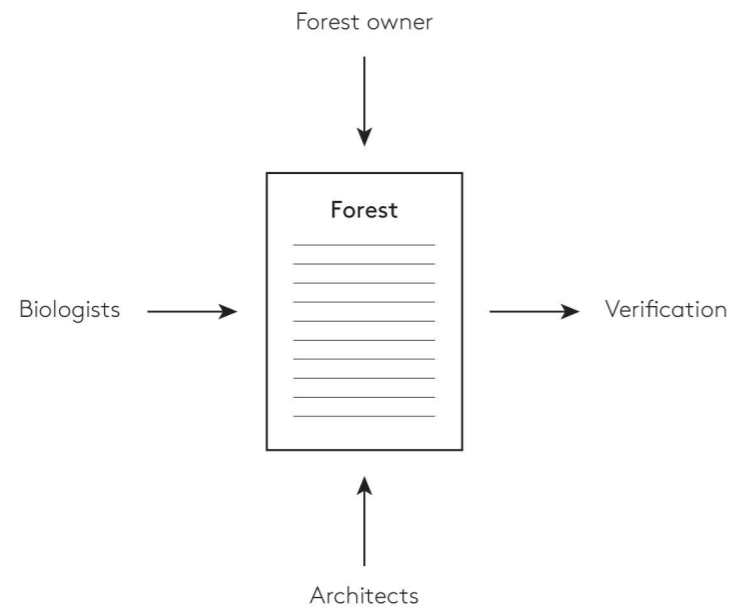 Forest owner
Forest
Biologists
Verification
Architects